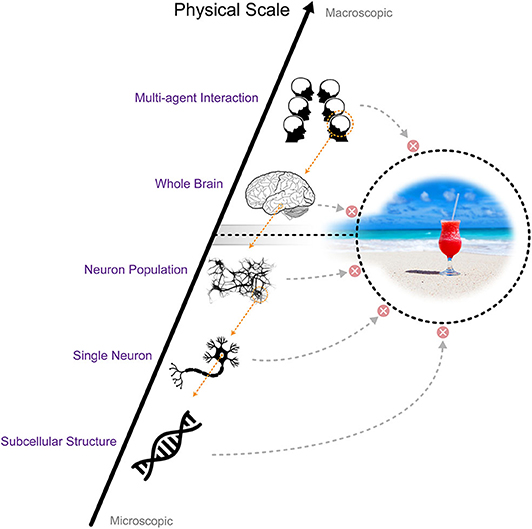 Physical Scale
Macroscopic
Multi-agent Interaction
Whole Brain
Neuron Population
Single Neuron
Subcellular Structure
Microscopic